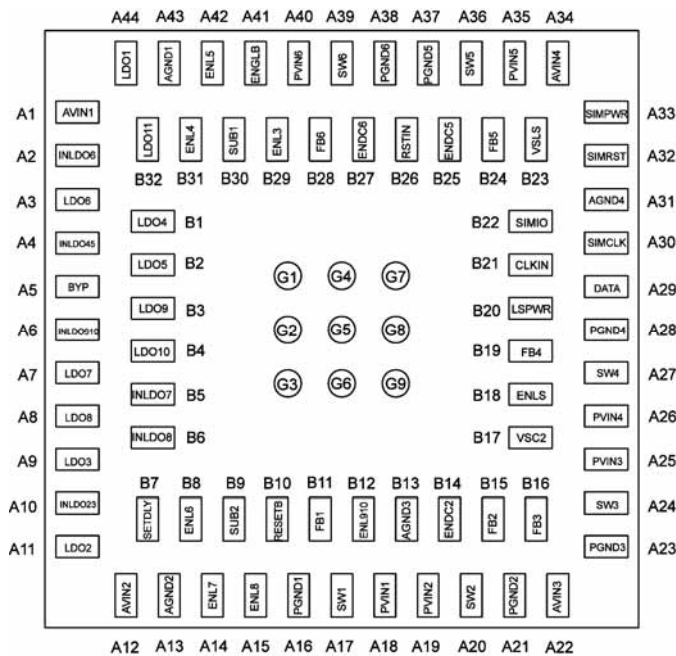 A44 A43 A42 A41 A40 A39 A38 A37 A36 A35 A34
LDO1 AGND1 ENL5 ENGLB PVIN6 SW6 PGND6 PGND5 SW5 PVIN5 AVIN4
A1 AVIN1 SIMPWR A33
LDO11 ENL4 SUB1 ENL3 FB6 ENDC6 RSTIN ENDC5 FB5 VSLS
A2 INLDO6 SIMRST A32
B32 B31 B30 B29 B28 B27 B26 B25 B24 B23
A3 LDO6 AGND4 A31
LDO4 B1 B22 SIMIO
A4 INLDO45 SIMCLK A30
LDO5 B2 B21 CLKIN
G1 G4 G7
A5 BYP DATA A29
LDO9 B3 B20 LSPWR
A6 INLDO910 G2 G5 G8 PGND4 A28
LDO10 B4 B19 FB4
A7 LDO7 SW4 A27
G3 G6 G9
INLDO7 B5 B18 ENLS
A8 LDO8 PVIN4 A26
INLDO8 B6 B17 VSC2
A9 LDO3 PVIN3 A25
B7 B8 B9 B10 B11 B12 B13 B14 B15 B16
A10 INLDO23 SW3 A24
SETDLY ENL6 SUB2 RESETB FB1 ENL910 AGND3 ENDC2 FB2 FB3
A11 LDO2 PGND3 A23
AVIN2 AGND2 ENL7 ENL8 PGND1 SW1 PVIN1 PVIN2 SW2 PGND2 AVIN3
A12 A13 A14 A15 A16 A17 A18 A19 A20 A21 A22